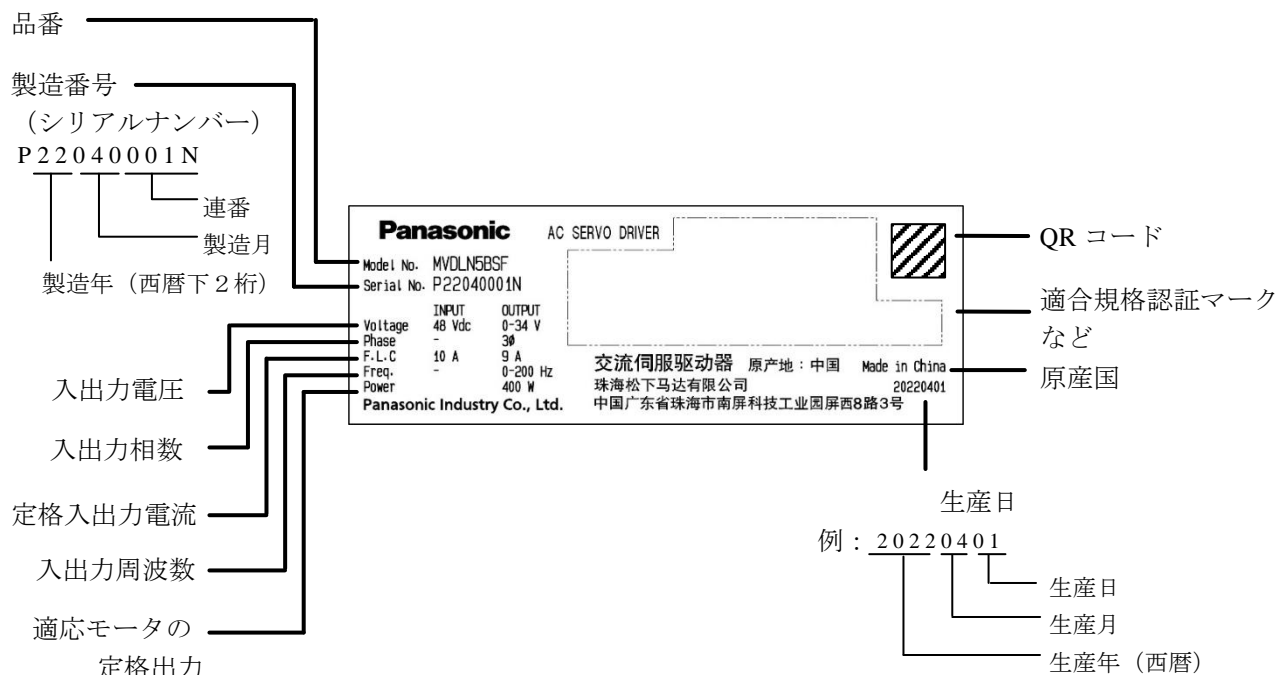 品番
製造番号
（シリアルナンバー）
P22040001N
連番
製造月
製造年（西暦下２桁）
入出力電圧
入出力相数
定格入出力電流
入出力周波数
適応モータの
定格出力
Panasonic AC SERVO DRIVER
Model No. MVDLN5BSF
Serial No. P22040001N
INPUT OUTPUT
Voltage 48 Vdc 0-34 V
Phase - 3Ø
F.L.C 10 A 9 A
Freq. - 0-200 Hz
Power 400 W
Panasonic Industry Co., Ltd.
交流伺服驱动器 原产地：中国 Made in China
珠海松下马达有限公司 20220401
中国广东省珠海市南屏科技工业园屏西8路3号
QR コード
適合規格認証マーク
など
原産国
生産日
例：20220401
生産日
生産月
生産年（西暦）